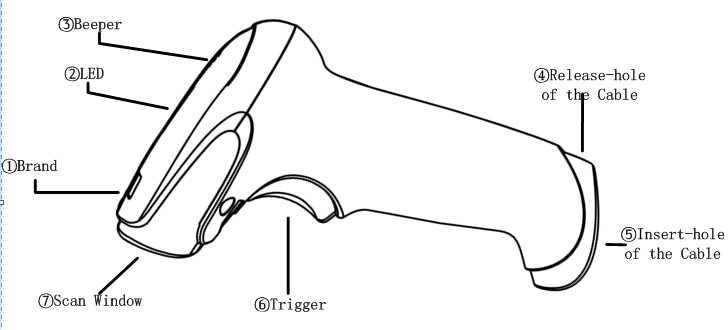 ③Beeper
②LED
④Release-hole
of the Cable
①Brand
⑤Insert-hole
of the Cable
⑦Scan Window
⑥Trigger